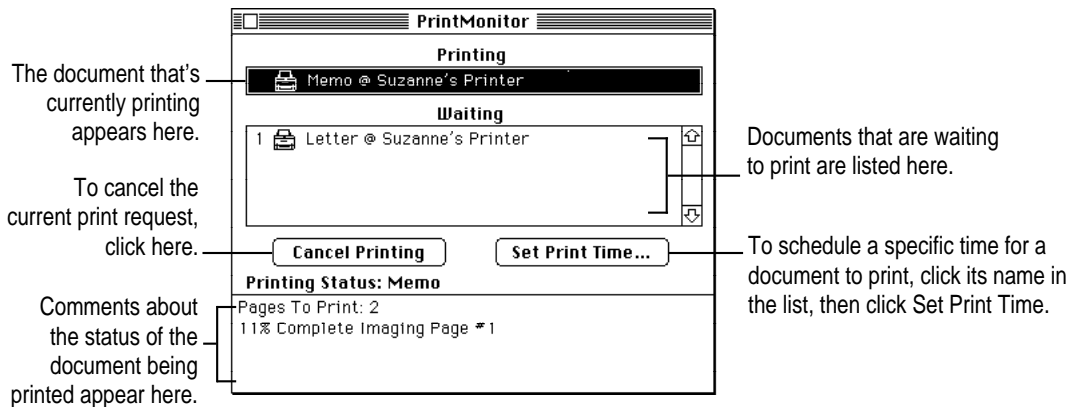 PrintMonitor
Printing
Memo @ Suzanne's Printer
Waiting
1 Letter @ Suzanne's Printer
Cancel Printing
Set Print Time...
Printing Status: Memo
Pages To Print: 2
11% Complete Imaging Page #1
The document that's
currently printing
appears here.
To cancel the
current print request,
click here.
Comments about
the status of the
document being
printed appear here.
Documents that are waiting
to print are listed here.
To schedule a specific time for a
document to print, click its name in
the list, then click Set Print Time.